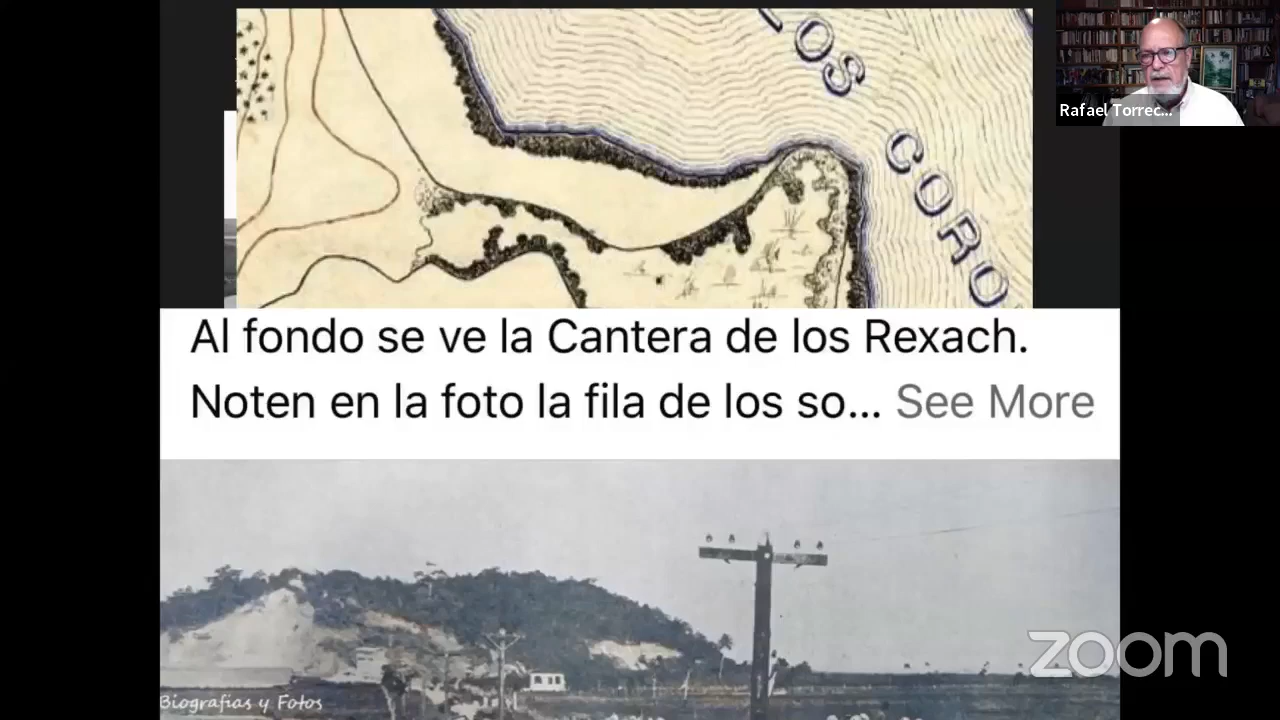 LOS
CORO
Rafael Torrec...
Al fondo se ve la Cantera de los Rexach.
Noten en la foto la fila de los so... See More
zoom
Biografias y Fotos